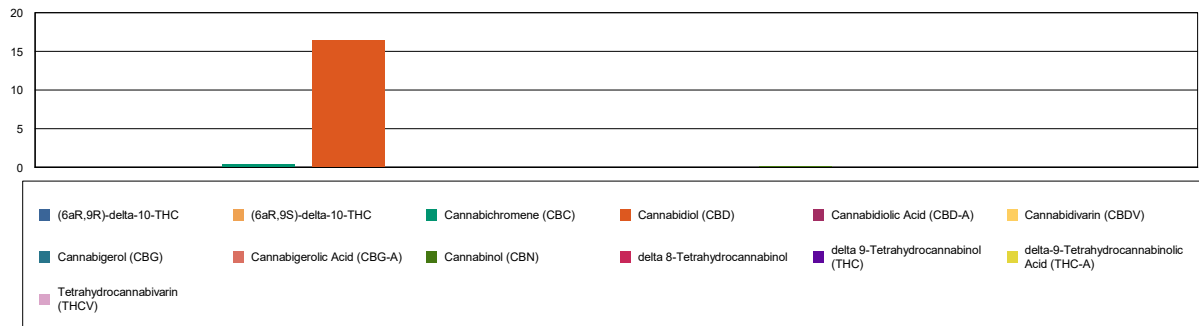 20
15
10
5
0
(6aR,9R)-delta-10-THC
(6aR,9S)-delta-10-THC
Cannabichromene (CBC)
Cannabidiol (CBD)
Cannabidiolic Acid (CBD-A)
Cannabidivarin (CBDV)
Cannabigerol (CBG)
Cannabigerolic Acid (CBG-A)
Cannabinol (CBN)
delta 8-Tetrahydrocannabinol
delta 9-Tetrahydrocannabinol
(THC)
delta-9-Tetrahydrocannabinolic
Acid (THC-A)
Tetrahydrocannabivarin
(THCV)